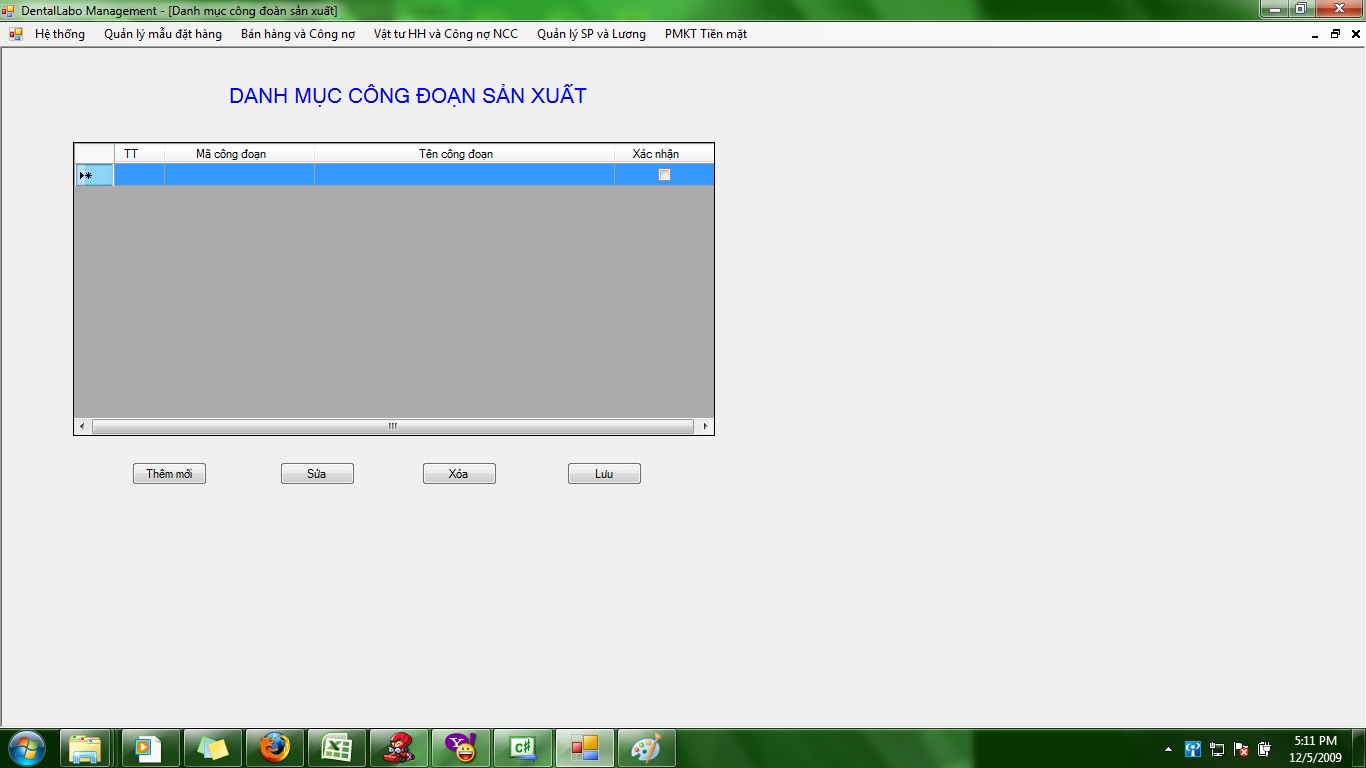 DentalLabo Management - [Danh mục công đoàn sản xuất]
Hệ thống Quản lý mẫu đặt hàng Bán hàng và Công nợ Vật tư HH và Công nợ NCC Quản lý SP và Lương PMKT Tiền mặt
DANH MỤC CÔNG ĐOẠN SẢN XUẤT
TT Mã công đoạn Tên công đoạn Xác nhận
Thêm mới Sửa Xóa Lưu
5:11 PM
12/5/2009